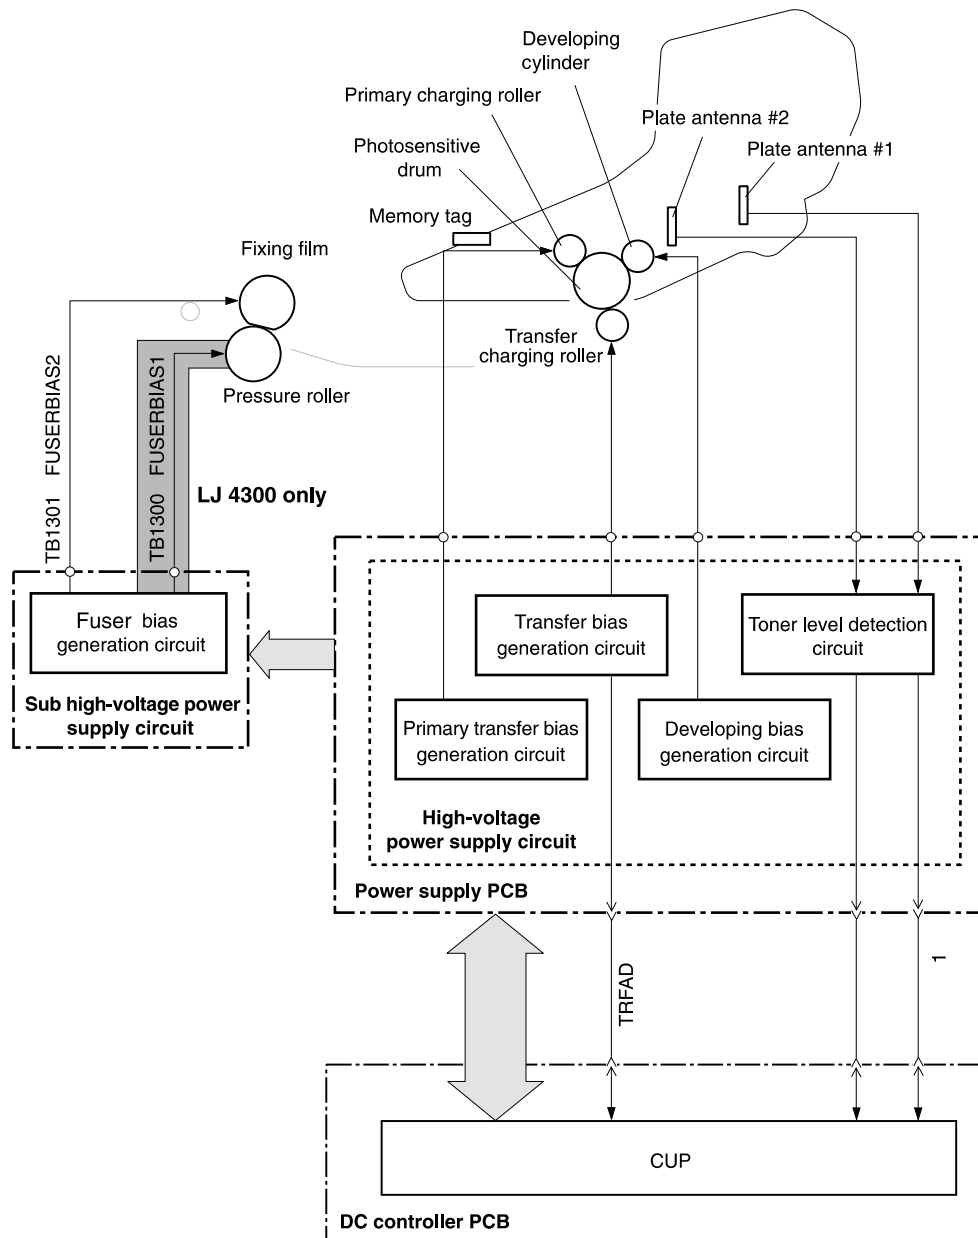 Developing
cylinder
Primary charging roller
Plate antenna #2
Photosensitive
drum
Plate antenna #1
Memory tag
Fixing film
Transfer
charging roller
Pressure roller
TB1301 FUSERBIAS2
TB1300 FUSERBIAS1
LJ 4300 only
Fuser bias
generation circuit
Sub high-voltage power
supply circuit
Transfer bias
generation circuit
Toner level detection
circuit
Primary transfer bias
generation circuit
Developing bias
generation circuit
High-voltage
power supply circuit
Power supply PCB
TRFAD
1
CUP
DC controller PCB